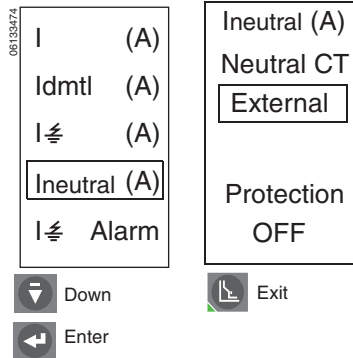 06133474
I (A)
Idmtl (A)
I⏚ (A)
Ineutral (A)
I⏚ Alarm
Down
Enter
Ineutral (A)
Neutral CT
External
Protection
OFF
Exit